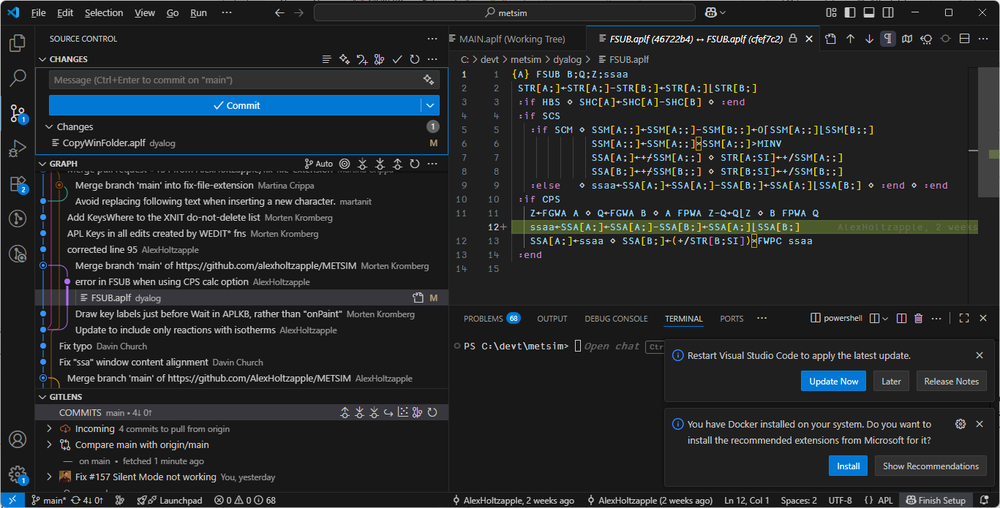 File Edit Selection View Go Run ··· metsim
SOURCE CONTROL
CHANGES
Message (Ctrl+Enter to commit on "main")
Commit
Changes 1
CopyWinFolder.aplf dyalog M
GRAPH Auto
Merge branch 'main' into fix-file-extension Martina Crippa
Avoid replacing following text when inserting a new character. martanit
Add KeysWhere to the XNIT do-not-delete list Morten Kromberg
APL Keys in all edits created by WEDIT* fns Morten Kromberg
corrected line 95 AlexHoltzapple
Merge branch 'main' of https://github.com/alexholtzapple/METSIM Morten Kromberg
error in FSUB when using CPS calc option AlexHoltzapple
FSUB.aplf dyalog M
Draw key labels just before Wait in APLKB, rather than "onPaint" Morten Kromberg
Update to include only reactions with isotherms AlexHoltzapple
Fix typo Davin Church
Fix "ssa" window content alignment Davin Church
Merge branch 'main' of https://github.com/AlexHoltzapple/METSIM AlexHoltzapple
GITLENS
COMMITS main • 4↓ 0↑
Incoming 4 commits to pull from origin
Compare main with origin/main
— on main • fetched 1 minute ago
Fix #157 Silent Mode not working You, yesterday
1
2
1
MAIN.aplf (Working Tree)
FSUB.aplf (46722b4) ↔ FSUB.aplf (cfef7c2)
C: > devt > metsim > dyalog > FSUB.aplf
1 1 {A} FSUB B;Q;Z;ssaa
2 2 STR[A;]←STR[A;]-STR[B;]←STR[A;]⌊STR[B;]
3 3 :if HBS ⋄ SHC[A]←SHC[A]-SHC[B] ⋄ :end
4 4 :if SCS
5 5 :if SCM ⋄ SSM[A;;]←SSM[A;;]-SSM[B;;]←0⌈SSM[A;;]⌊SSM[B;;]
6 6 SSM[A;;]←SSM[A;;]×SSM[A;;]>MINV
7 7 SSA[A;]←+⌿SSM[A;;] ⋄ STR[A;SI]←+/SSM[A;;]
8 8 SSA[B;]←+⌿SSM[B;;] ⋄ STR[B;SI]←+/SSM[B;;]
9 9 :else ⋄ ssaa←SSA[A;]←SSA[A;]-SSA[B;]←SSA[A;]⌊SSA[B;] ⋄ :end ⋄ :end
10 10 :if CPS
11 11 Z←FGWA A ⋄ Q←FGWA B ⋄ A FPWA Z-Q←Q⌊Z ⋄ B FPWA Q
12+ ssaa←SSA[A;]←SSA[A;]-SSA[B;]←SSA[A;]⌊SSA[B;] AlexHoltzapple, 2 weeks
12 13 SSA[A;]←ssaa ⋄ SSA[B;]←(+/STR[B;SI])×FWPC ssaa
13 14 :end
14 15
PROBLEMS 68 OUTPUT DEBUG CONSOLE TERMINAL PORTS ··· powershell
PS C:\devt\metsim> Open chat Ctr
Restart Visual Studio Code to apply the latest update.
Update Now Later Release Notes
You have Docker installed on your system. Do you want to
install the recommended extensions from Microsoft for it?
Install Show Recommendations
main* 4↓ 0↑ Launchpad 0 0 68 AlexHoltzapple, 2 weeks ago AlexHoltzapple (2 weeks ago) Ln 12, Col 1 Spaces: 2 UTF-8 {} APL Finish Setup